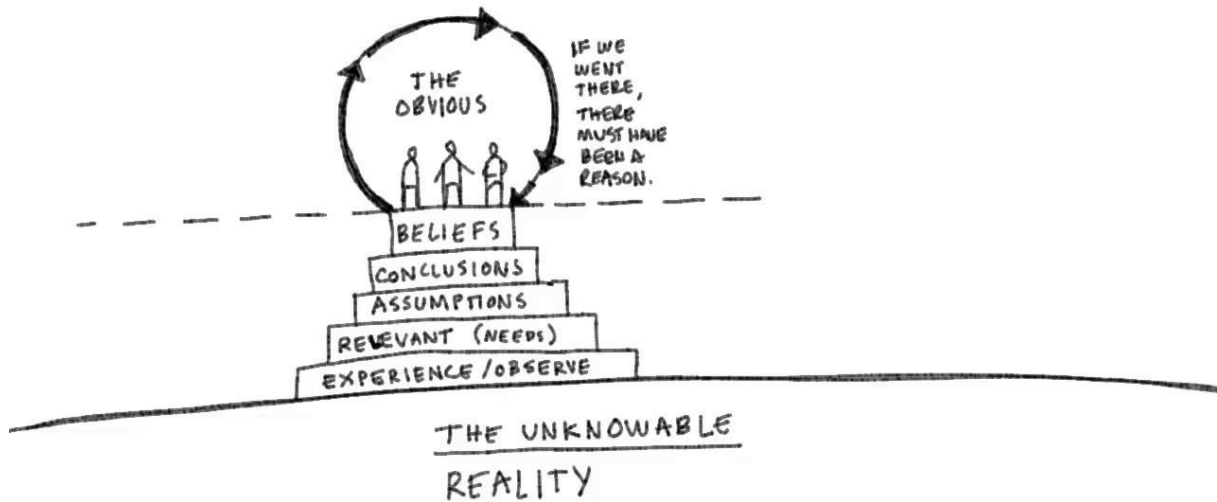 THE
OBVIOUS
IF WE
WENT
THERE,
THERE
MUST HAVE
BEEN A
REASON.
BELIEFS
CONCLUSIONS
ASSUMPTIONS
RELEVANT (NEEDS)
EXPERIENCE/OBSERVE
THE UNKNOWABLE
REALITY